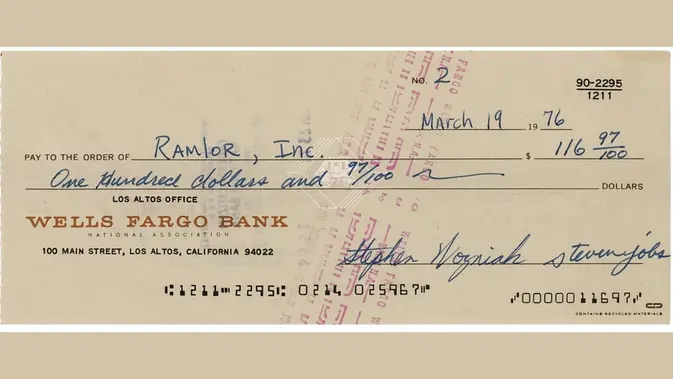 NO. 2
90-2295
1211
March 19 1976
PAY TO THE ORDER OF Ramlor, Inc. $ 116 97/100
One Hundred dollars and 97/100
DOLLARS
LOS ALTOS OFFICE
WELLS FARGO BANK
NATIONAL ASSOCIATION
100 MAIN STREET, LOS ALTOS, CALIFORNIA 94022
Stephen Wozniak steven jobs
⑆1211⑉2295⑆ 0214 025967⑈ ⑈0000011697⑈
CONTAINS RECYCLED MATERIALS